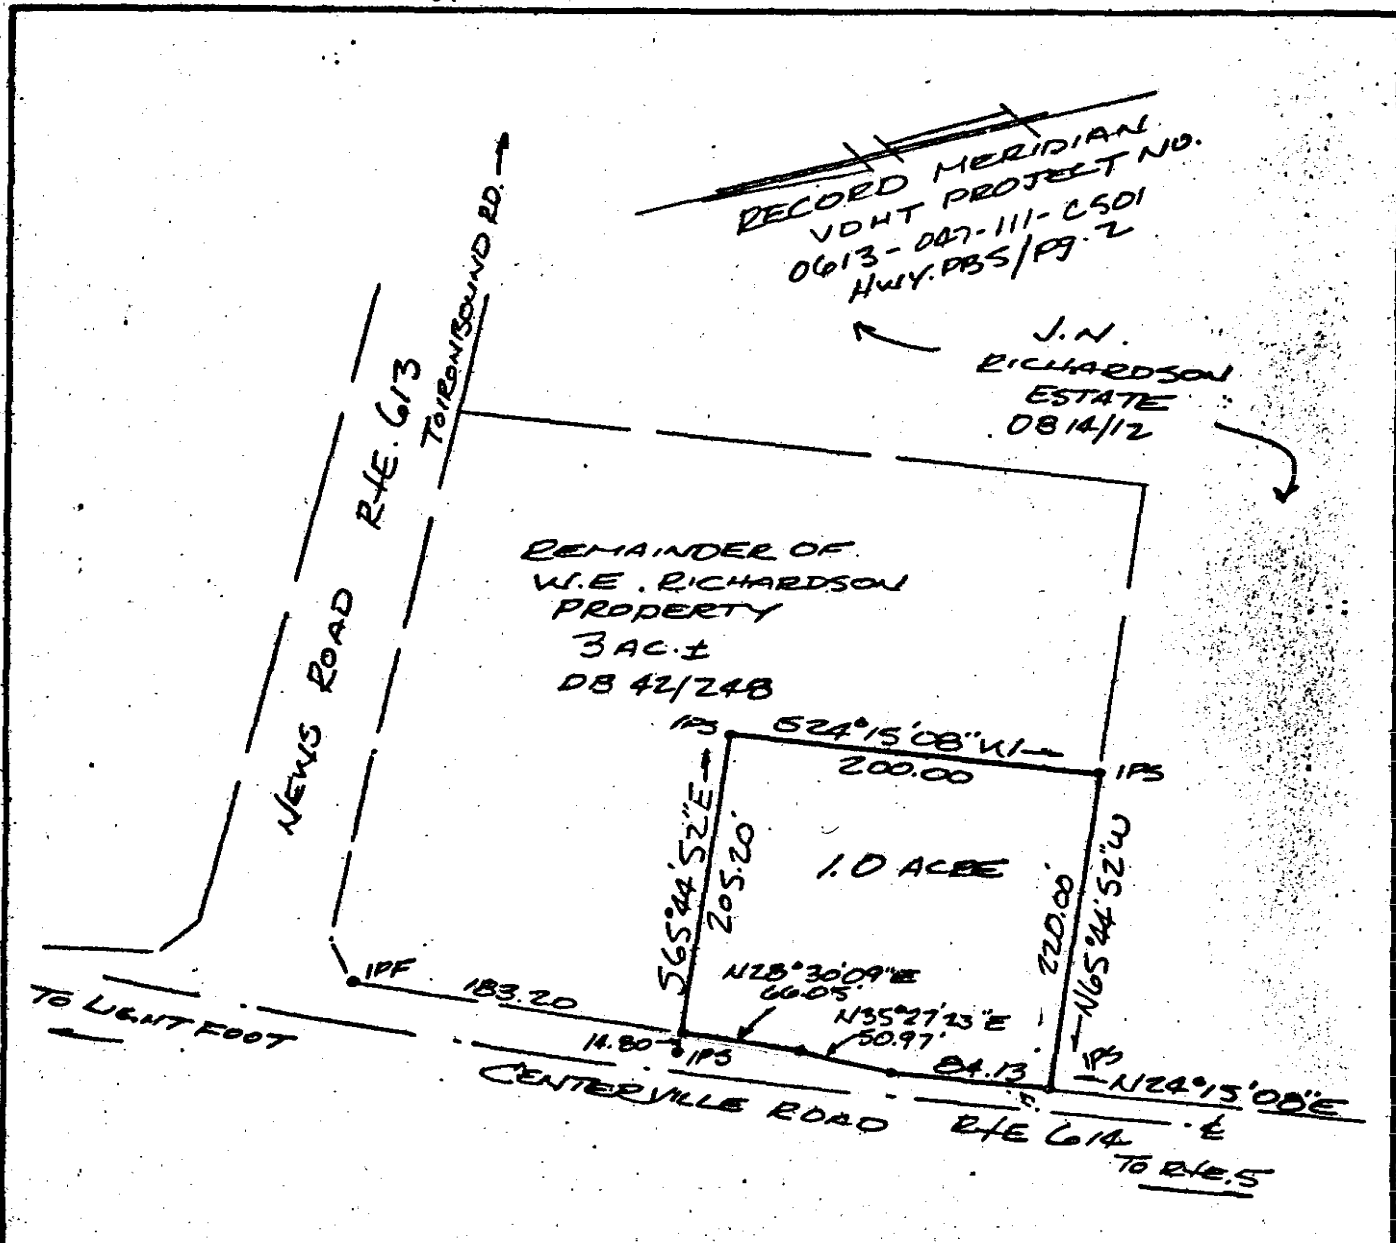 RECORD MERIDIAN
VDHT PROJECT NO.
0613-047-111-C501
HWY. PB5/PG. 2
J.N.
RICHARDSON
ESTATE
DB 14/12
TO IRONBOUND RD.
NEWS ROAD RTE. 613
REMAINDER OF
W.E. RICHARDSON
PROPERTY
3 AC. ±
DB 42/248
IPS
S24°15'08"W
200.00
IPS
S65°44'52"E
205.20'
1.0 ACRE
220.00'
N65°44'52"W
N28°30'09"E
66.05'
N35°27'23"E
50.97'
IPF
183.20
14.80
IPS
84.13
IPS
N24°15'08"E
TO LIGHTFOOT
CENTERVILLE ROAD RTE 614
℄
TO RTE. 5